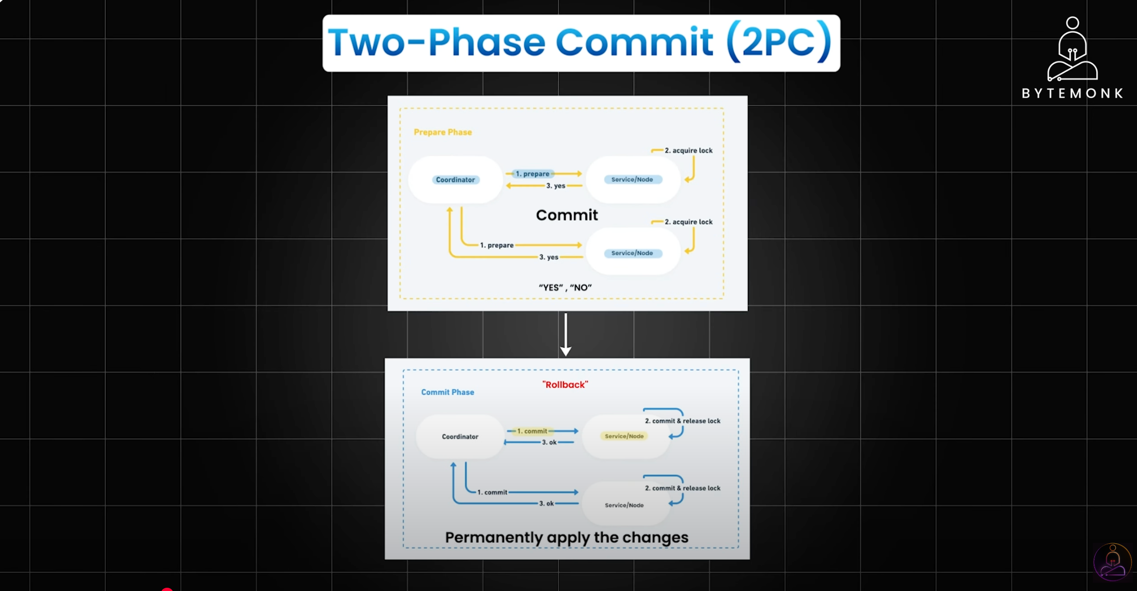 Two-Phase Commit (2PC)
BYTEMONK
Prepare Phase
2. acquire lock
Coordinator
1. prepare
Service/Node
3. yes
Commit
2. acquire lock
1. prepare
Service/Node
3. yes
"YES" , "NO"
"Rollback"
Commit Phase
2. commit & release lock
1. commit
Coordinator
Service/Node
3. ok
2. commit & release lock
1. commit
3. ok
Service/Node
Permanently apply the changes